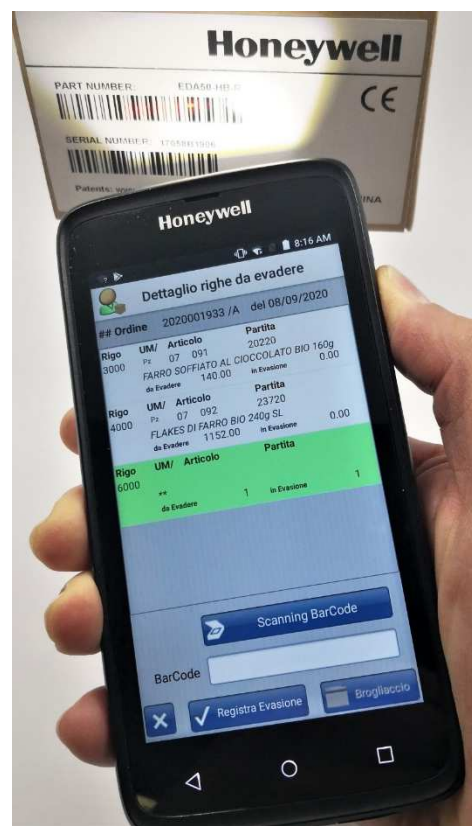 Honeywell
PART NUMBER: EDA50-HB-R
CE
SERIAL NUMBER: 17058B1906
Patents: www.
INA
Honeywell
8:16 AM
Dettaglio righe da evadere
## Ordine 2020001933 /A del 08/09/2020
Rigo UM/ Articolo Partita
3000 Pz 07 091 20220
FARRO SOFFIATO AL CIOCCOLATO BIO 160g
da Evadere 140.00 in Evasione 0.00
Rigo UM/ Articolo Partita
4000 Pz 07 092 23720
FLAKES DI FARRO BIO 240g SL
da Evadere 1152.00 in Evasione 0.00
Rigo UM/ Articolo Partita
6000
**
da Evadere 1 in Evasione 1
Scanning BarCode
BarCode
Registra Evasione
Brogliaccio